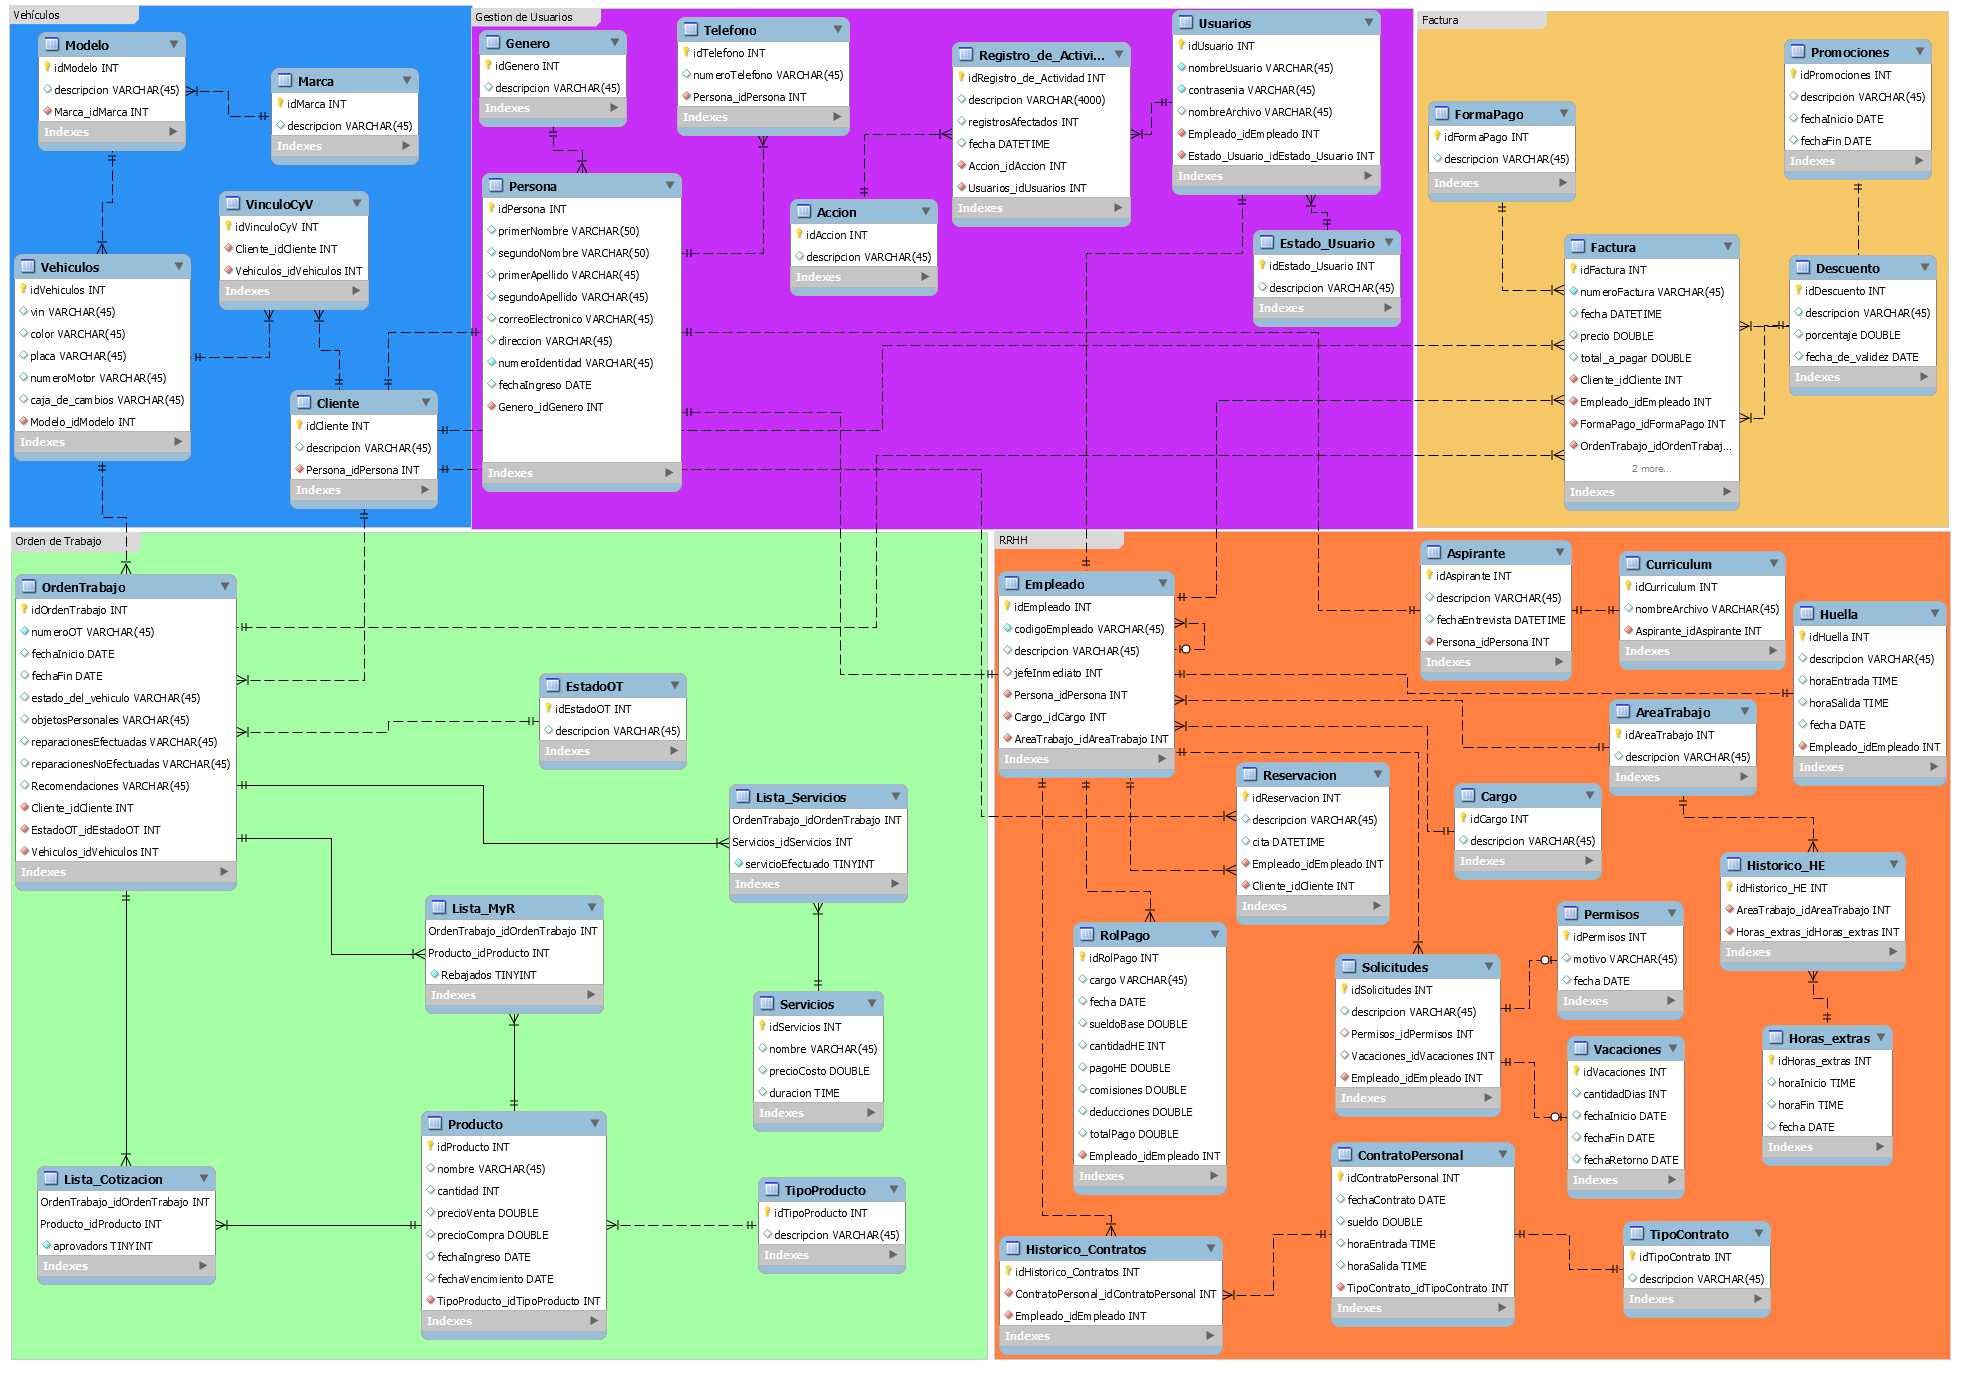 Vehículos
Modelo
idModelo INT
descripcion VARCHAR(45)
Marca_idMarca INT
Indexes
Marca
idMarca INT
descripcion VARCHAR(45)
Indexes
VinculoCyV
idVinculoCyV INT
Cliente_idCliente INT
Vehiculos_idVehiculos INT
Indexes
Vehiculos
idVehiculos INT
vin VARCHAR(45)
color VARCHAR(45)
placa VARCHAR(45)
numeroMotor VARCHAR(45)
caja_de_cambios VARCHAR(45)
Modelo_idModelo INT
Indexes
Cliente
idCliente INT
descripcion VARCHAR(45)
Persona_idPersona INT
Indexes
Gestion de Usuarios
Genero
idGenero INT
descripcion VARCHAR(45)
Indexes
Telefono
idTelefono INT
numeroTelefono VARCHAR(45)
Persona_idPersona INT
Indexes
Persona
idPersona INT
primerNombre VARCHAR(50)
segundoNombre VARCHAR(50)
primerApellido VARCHAR(45)
segundoApellido VARCHAR(45)
correoElectronico VARCHAR(45)
direccion VARCHAR(45)
numeroIdentidad VARCHAR(45)
fechaIngreso DATE
Genero_idGenero INT
Indexes
Registro_de_Activi...
idRegistro_de_Actividad INT
descripcion VARCHAR(4000)
registrosAfectados INT
fecha DATETIME
Accion_idAccion INT
Usuarios_idUsuarios INT
Indexes
Accion
idAccion INT
descripcion VARCHAR(45)
Indexes
Usuarios
idUsuario INT
nombreUsuario VARCHAR(45)
contrasenia VARCHAR(45)
nombreArchivo VARCHAR(45)
Empleado_idEmpleado INT
Estado_Usuario_idEstado_Usuario INT
Indexes
Estado_Usuario
idEstado_Usuario INT
descripcion VARCHAR(45)
Indexes
Factura
Promociones
idPromociones INT
descripcion VARCHAR(45)
fechaInicio DATE
fechaFin DATE
Indexes
FormaPago
idFormaPago INT
descripcion VARCHAR(45)
Indexes
Factura
idFactura INT
numeroFactura VARCHAR(45)
fecha DATETIME
precio DOUBLE
total_a_pagar DOUBLE
Cliente_idCliente INT
Empleado_idEmpleado INT
FormaPago_idFormaPago INT
OrdenTrabajo_idOrdenTrabaj...
2 more...
Indexes
Descuento
idDescuento INT
descripcion VARCHAR(45)
porcentaje DOUBLE
fecha_de_validez DATE
Indexes
Orden de Trabajo
OrdenTrabajo
idOrdenTrabajo INT
numeroOT VARCHAR(45)
fechaInicio DATE
fechaFin DATE
estado_del_vehiculo VARCHAR(45)
objetosPersonales VARCHAR(45)
reparacionesEfectuadas VARCHAR(45)
reparacionesNoEfectuadas VARCHAR(45)
Recomendaciones VARCHAR(45)
Cliente_idCliente INT
EstadoOT_idEstadoOT INT
Vehiculos_idVehiculos INT
Indexes
EstadoOT
idEstadoOT INT
descripcion VARCHAR(45)
Indexes
Lista_Servicios
OrdenTrabajo_idOrdenTrabajo INT
Servicios_idServicios INT
servicioEfectuado TINYINT
Indexes
Lista_MyR
OrdenTrabajo_idOrdenTrabajo INT
Producto_idProducto INT
Rebajados TINYINT
Indexes
Servicios
idServicios INT
nombre VARCHAR(45)
precioCosto DOUBLE
duracion TIME
Indexes
Producto
idProducto INT
nombre VARCHAR(45)
cantidad INT
precioVenta DOUBLE
precioCompra DOUBLE
fechaIngreso DATE
fechaVencimiento DATE
TipoProducto_idTipoProducto INT
Indexes
Lista_Cotizacion
OrdenTrabajo_idOrdenTrabajo INT
Producto_idProducto INT
aprovadors TINYINT
Indexes
TipoProducto
idTipoProducto INT
descripcion VARCHAR(45)
Indexes
RRHH
Empleado
idEmpleado INT
codigoEmpleado VARCHAR(45)
descripcion VARCHAR(45)
jefeInmediato INT
Persona_idPersona INT
Cargo_idCargo INT
AreaTrabajo_idAreaTrabajo INT
Indexes
Aspirante
idAspirante INT
descripcion VARCHAR(45)
fechaEntrevista DATETIME
Persona_idPersona INT
Indexes
Curriculum
idCurriculum INT
nombreArchivo VARCHAR(45)
Aspirante_idAspirante INT
Indexes
Huella
idHuella INT
descripcion VARCHAR(45)
horaEntrada TIME
horaSalida TIME
fecha DATE
Empleado_idEmpleado INT
Indexes
AreaTrabajo
idAreaTrabajo INT
descripcion VARCHAR(45)
Indexes
Reservacion
idReservacion INT
descripcion VARCHAR(45)
cita DATETIME
Empleado_idEmpleado INT
Cliente_idCliente INT
Indexes
Cargo
idCargo INT
descripcion VARCHAR(45)
Indexes
Historico_HE
idHistorico_HE INT
AreaTrabajo_idAreaTrabajo INT
Horas_extras_idHoras_extras INT
Indexes
RolPago
idRolPago INT
cargo VARCHAR(45)
fecha DATE
sueldoBase DOUBLE
cantidadHE INT
pagoHE DOUBLE
comisiones DOUBLE
deducciones DOUBLE
totalPago DOUBLE
Empleado_idEmpleado INT
Indexes
Solicitudes
idSolicitudes INT
descripcion VARCHAR(45)
Permisos_idPermisos INT
Vacaciones_idVacaciones INT
Empleado_idEmpleado INT
Indexes
Permisos
idPermisos INT
motivo VARCHAR(45)
fecha DATE
Indexes
Vacaciones
idVacaciones INT
cantidadDias INT
fechaInicio DATE
fechaFin DATE
fechaRetorno DATE
Indexes
Horas_extras
idHoras_extras INT
horaInicio TIME
horaFin TIME
fecha DATE
Indexes
ContratoPersonal
idContratoPersonal INT
fechaContrato DATE
sueldo DOUBLE
horaEntrada TIME
horaSalida TIME
TipoContrato_idTipoContrato INT
Indexes
Historico_Contratos
idHistorico_Contratos INT
ContratoPersonal_idContratoPersonal INT
Empleado_idEmpleado INT
Indexes
TipoContrato
idTipoContrato INT
descripcion VARCHAR(45)
Indexes